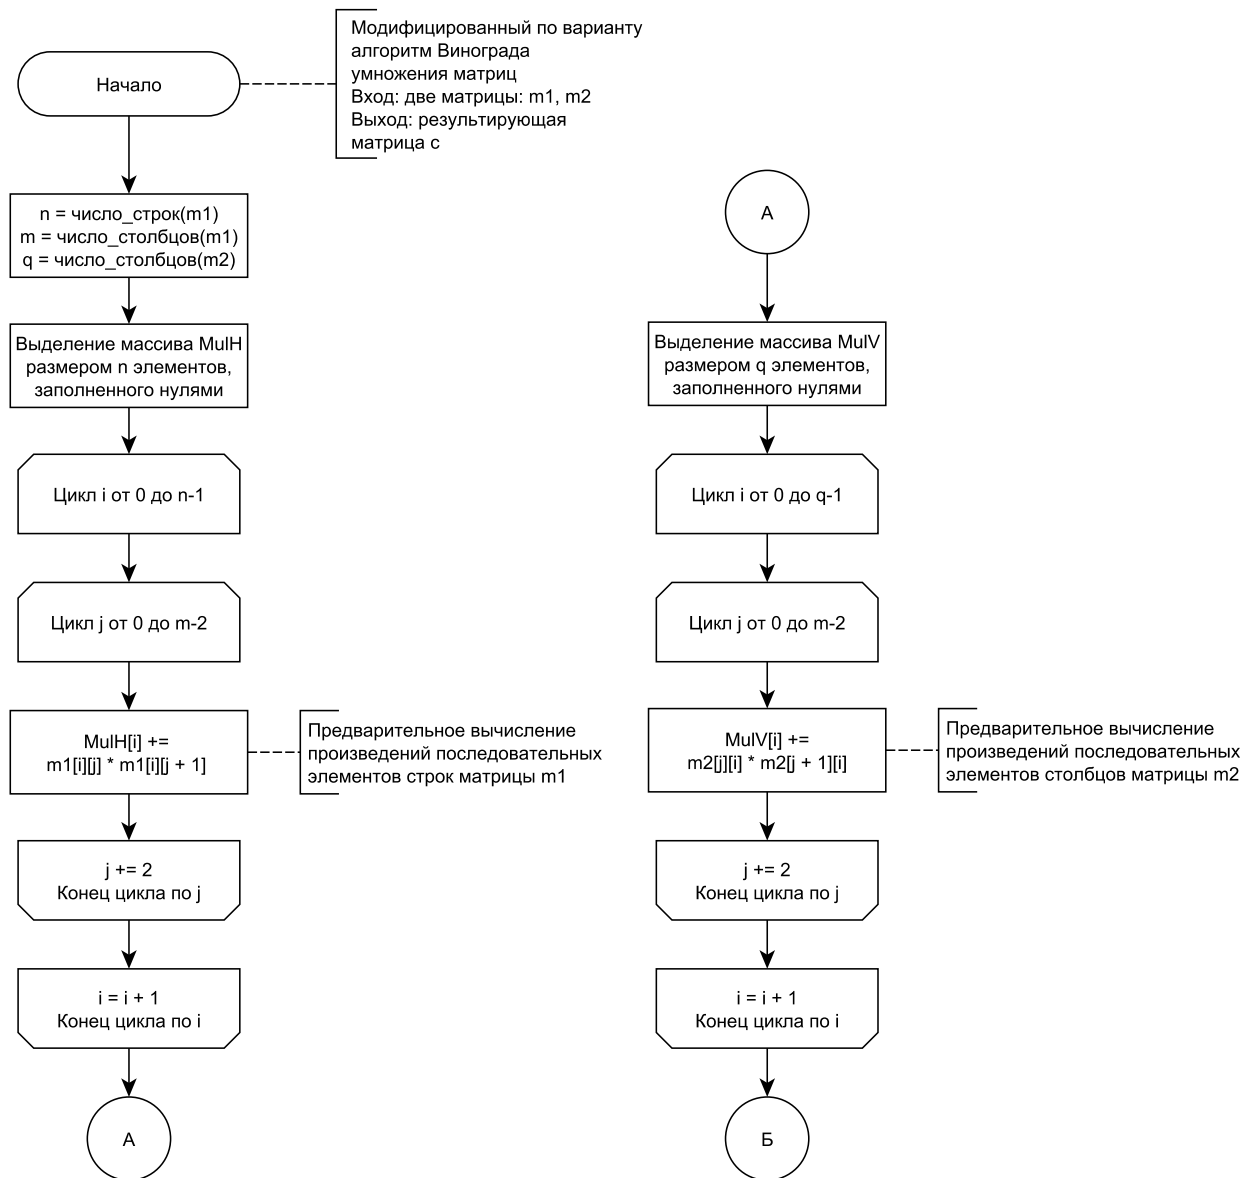 Начало
Модифицированный по варианту
алгоритм Винограда
умножения матриц
Вход: две матрицы: m1, m2
Выход: результирующая
матрица c
n = число_строк(m1)
m = число_столбцов(m1)
q = число_столбцов(m2)
Выделение массива MulH
размером n элементов,
заполненного нулями
Цикл i от 0 до n-1
Цикл j от 0 до m-2
MulH[i] +=
m1[i][j] * m1[i][j + 1]
Предварительное вычисление
произведений последовательных
элементов строк матрицы m1
j += 2
Конец цикла по j
i = i + 1
Конец цикла по i
А
А
Выделение массива MulV
размером q элементов,
заполненного нулями
Цикл i от 0 до q-1
Цикл j от 0 до m-2
MulV[i] +=
m2[j][i] * m2[j + 1][i]
Предварительное вычисление
произведений последовательных
элементов столбцов матрицы m2
j += 2
Конец цикла по j
i = i + 1
Конец цикла по i
Б